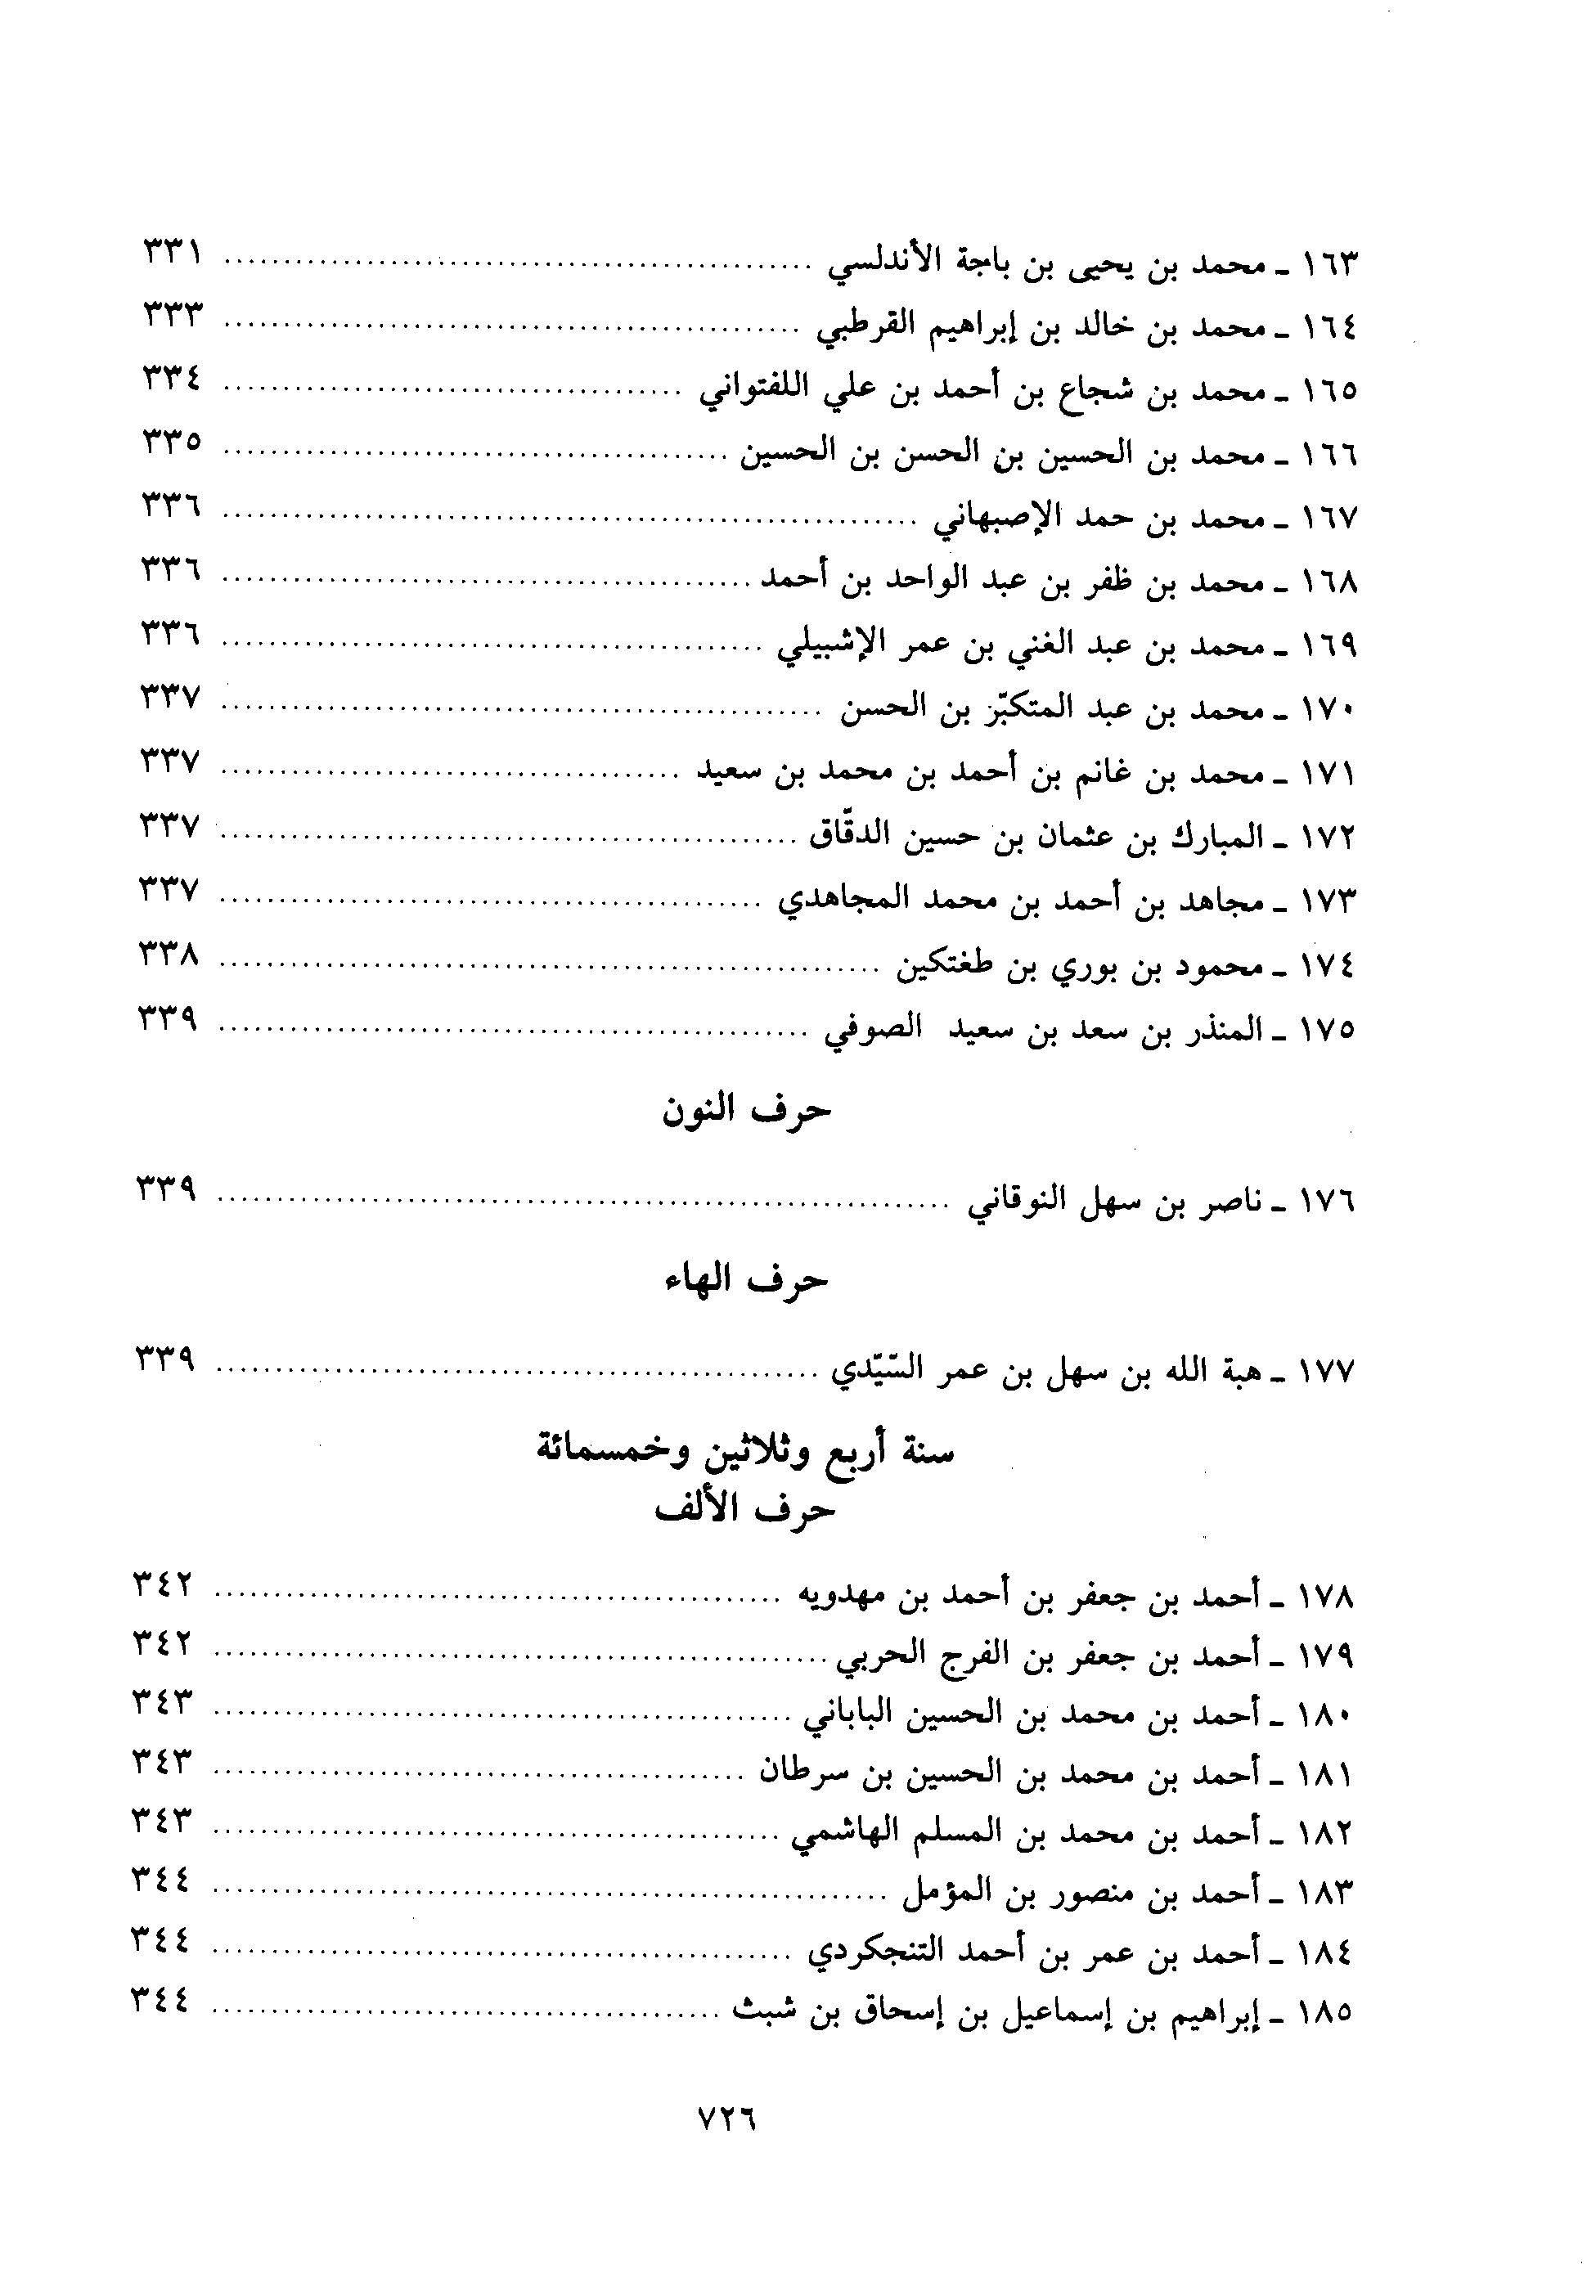 ١٦٣ ـ محمد بن يحيى بن باجة الأندلسي ........ ٣٣١
١٦٤ ـ محمد بن خالد بن إبراهيم القرطبي ........ ٣٣٣
١٦٥ ـ محمد بن شجاع بن أحمد بن علي اللفتواني ........ ٣٣٤
١٦٦ ـ محمد بن الحسين بن الحسن بن الحسين ........ ٣٣٥
١٦٧ ـ محمد بن حمد الإصبهاني ........ ٣٣٦
١٦٨ ـ محمد بن ظفر بن عبد الواحد بن أحمد ........ ٣٣٦
١٦٩ ـ محمد بن عبد الغني بن عمر الإشبيلي ........ ٣٣٦
١٧٠ ـ محمد بن عبد المتكبّر بن الحسن ........ ٣٣٧
١٧١ ـ محمد بن غانم بن أحمد بن محمد بن سعيد ........ ٣٣٧
١٧٢ ـ المبارك بن عثمان بن حسين الدقّاق ........ ٣٣٧
١٧٣ ـ مجاهد بن أحمد بن محمد المجاهدي ........ ٣٣٧
١٧٤ ـ محمود بن بوري بن طغتكين ........ ٣٣٨
١٧٥ ـ المنذر بن سعد بن سعيد الصوفي ........ ٣٣٩
حرف النون
١٧٦ ـ ناصر بن سهل النوقاني ........ ٣٣٩
حرف الهاء
١٧٧ ـ هبة الله بن سهل بن عمر السّيّدي ........ ٣٣٩
سنة أربع وثلاثين وخمسمائة
حرف الألف
١٧٨ ـ أحمد بن جعفر بن أحمد بن مهدويه ........ ٣٤٢
١٧٩ ـ أحمد بن جعفر بن الفرج الحربي ........ ٣٤٢
١٨٠ ـ أحمد بن محمد بن الحسين الباباني ........ ٣٤٣
١٨١ ـ أحمد بن محمد بن الحسين بن سرطان ........ ٣٤٣
١٨٢ ـ أحمد بن محمد بن المسلم الهاشمي ........ ٣٤٣
١٨٣ ـ أحمد بن منصور بن المؤمل ........ ٣٤٤
١٨٤ ـ أحمد بن عمر بن أحمد التنجكردي ........ ٣٤٤
١٨٥ ـ إبراهيم بن إسماعيل بن إسحاق بن شبث ........ ٣٤٤
٧٢٦